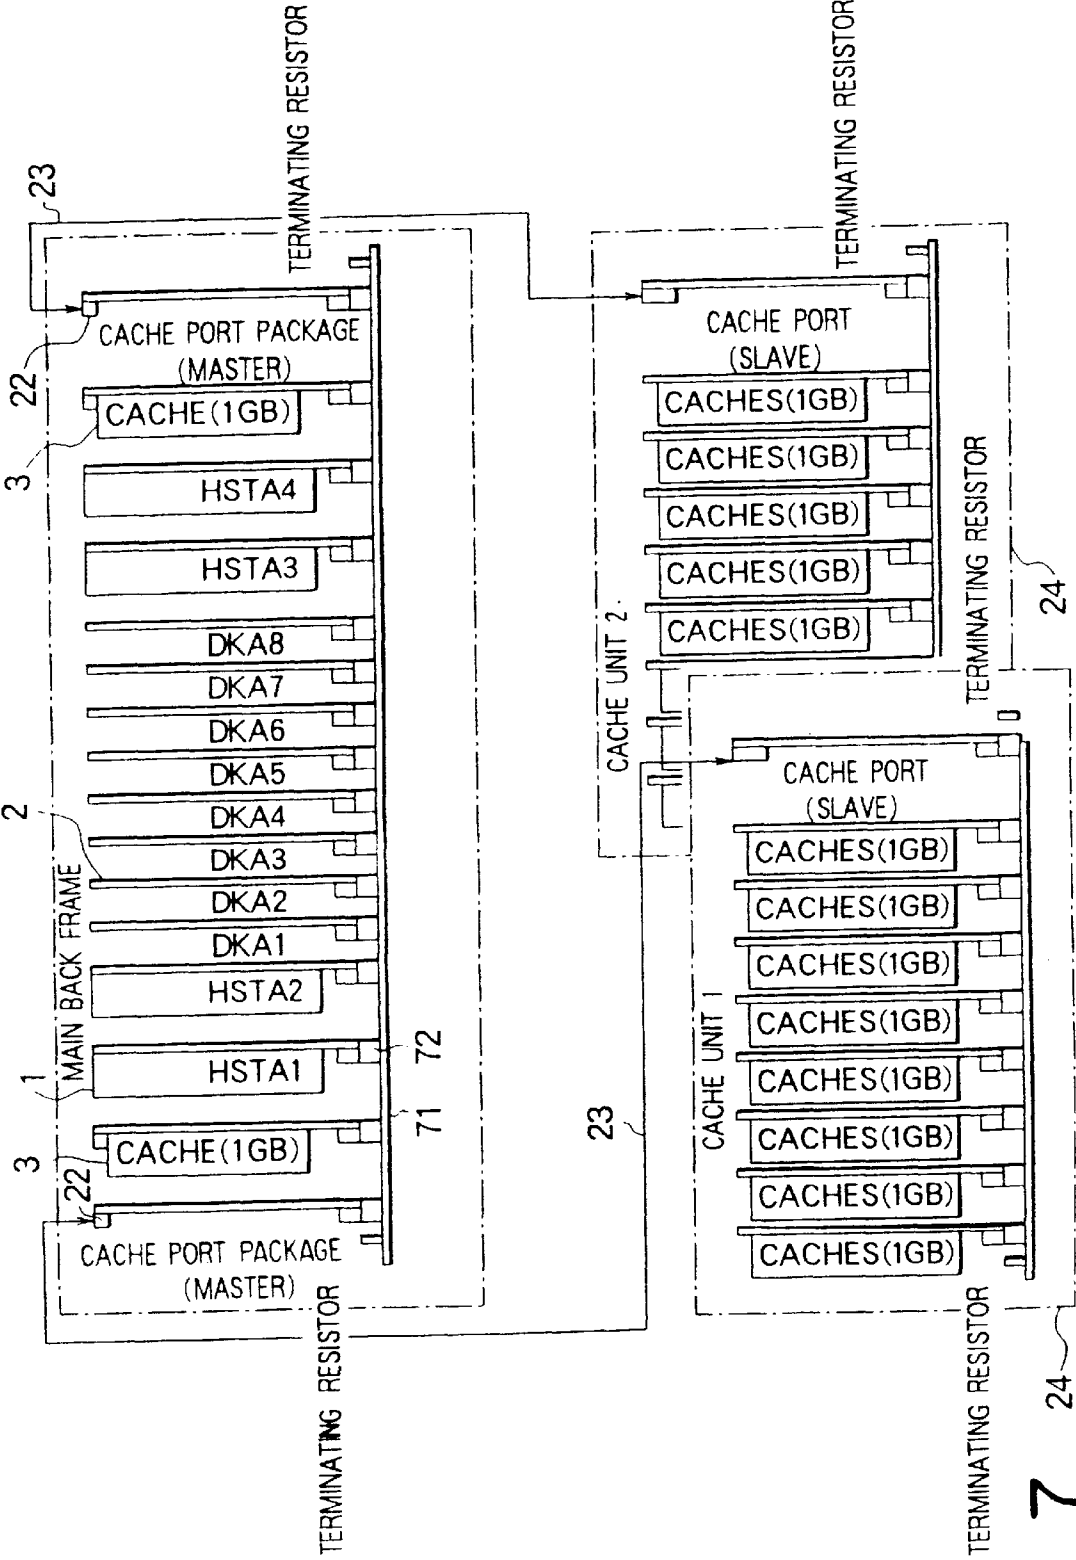 23
TERMINATING RESISTOR
TERMINATING RESISTOR
22
CACHE PORT PACKAGE
(MASTER)
3
CACHE(1GB)
HSTA4
HSTA3
DKA8
DKA7
DKA6
DKA5
DKA4
DKA3
DKA2
DKA1
HSTA2
HSTA1
CACHE(1GB)
2
MAIN BACK FRAME
1
3
22
72
71
CACHE PORT PACKAGE
(MASTER)
TERMINATING RESISTOR
CACHE PORT
(SLAVE)
CACHES(1GB)
CACHES(1GB)
CACHES(1GB)
CACHES(1GB)
CACHES(1GB)
CACHE UNIT 2
TERMINATING RESISTOR
24
23
CACHE PORT
(SLAVE)
CACHES(1GB)
CACHES(1GB)
CACHES(1GB)
CACHES(1GB)
CACHES(1GB)
CACHES(1GB)
CACHES(1GB)
CACHES(1GB)
CACHE UNIT 1
TERMINATING RESISTOR
24
7